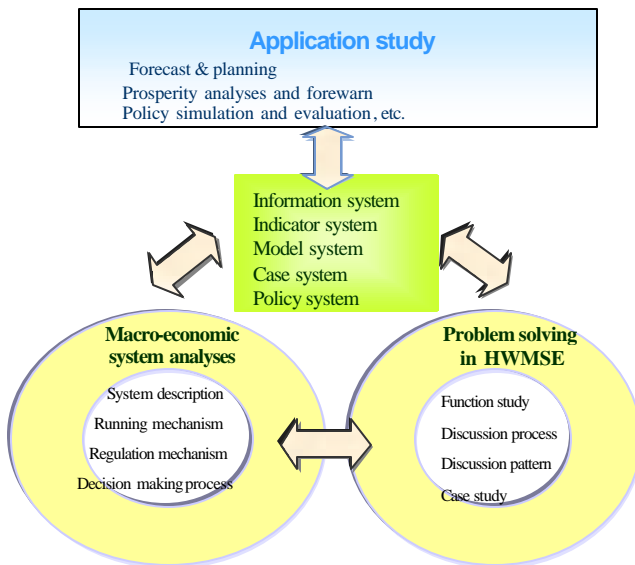 Application study
Forecast & planning
Prosperity analyses and forewarn
Policy simulation and evaluation, etc.
Information system
Indicator system
Model system
Case system
Policy system
Macro-economic
system analyses
System description
Running mechanism
Regulation mechanism
Decision making process
Problem solving
in HWMSE
Function study
Discussion process
Discussion pattern
Case study